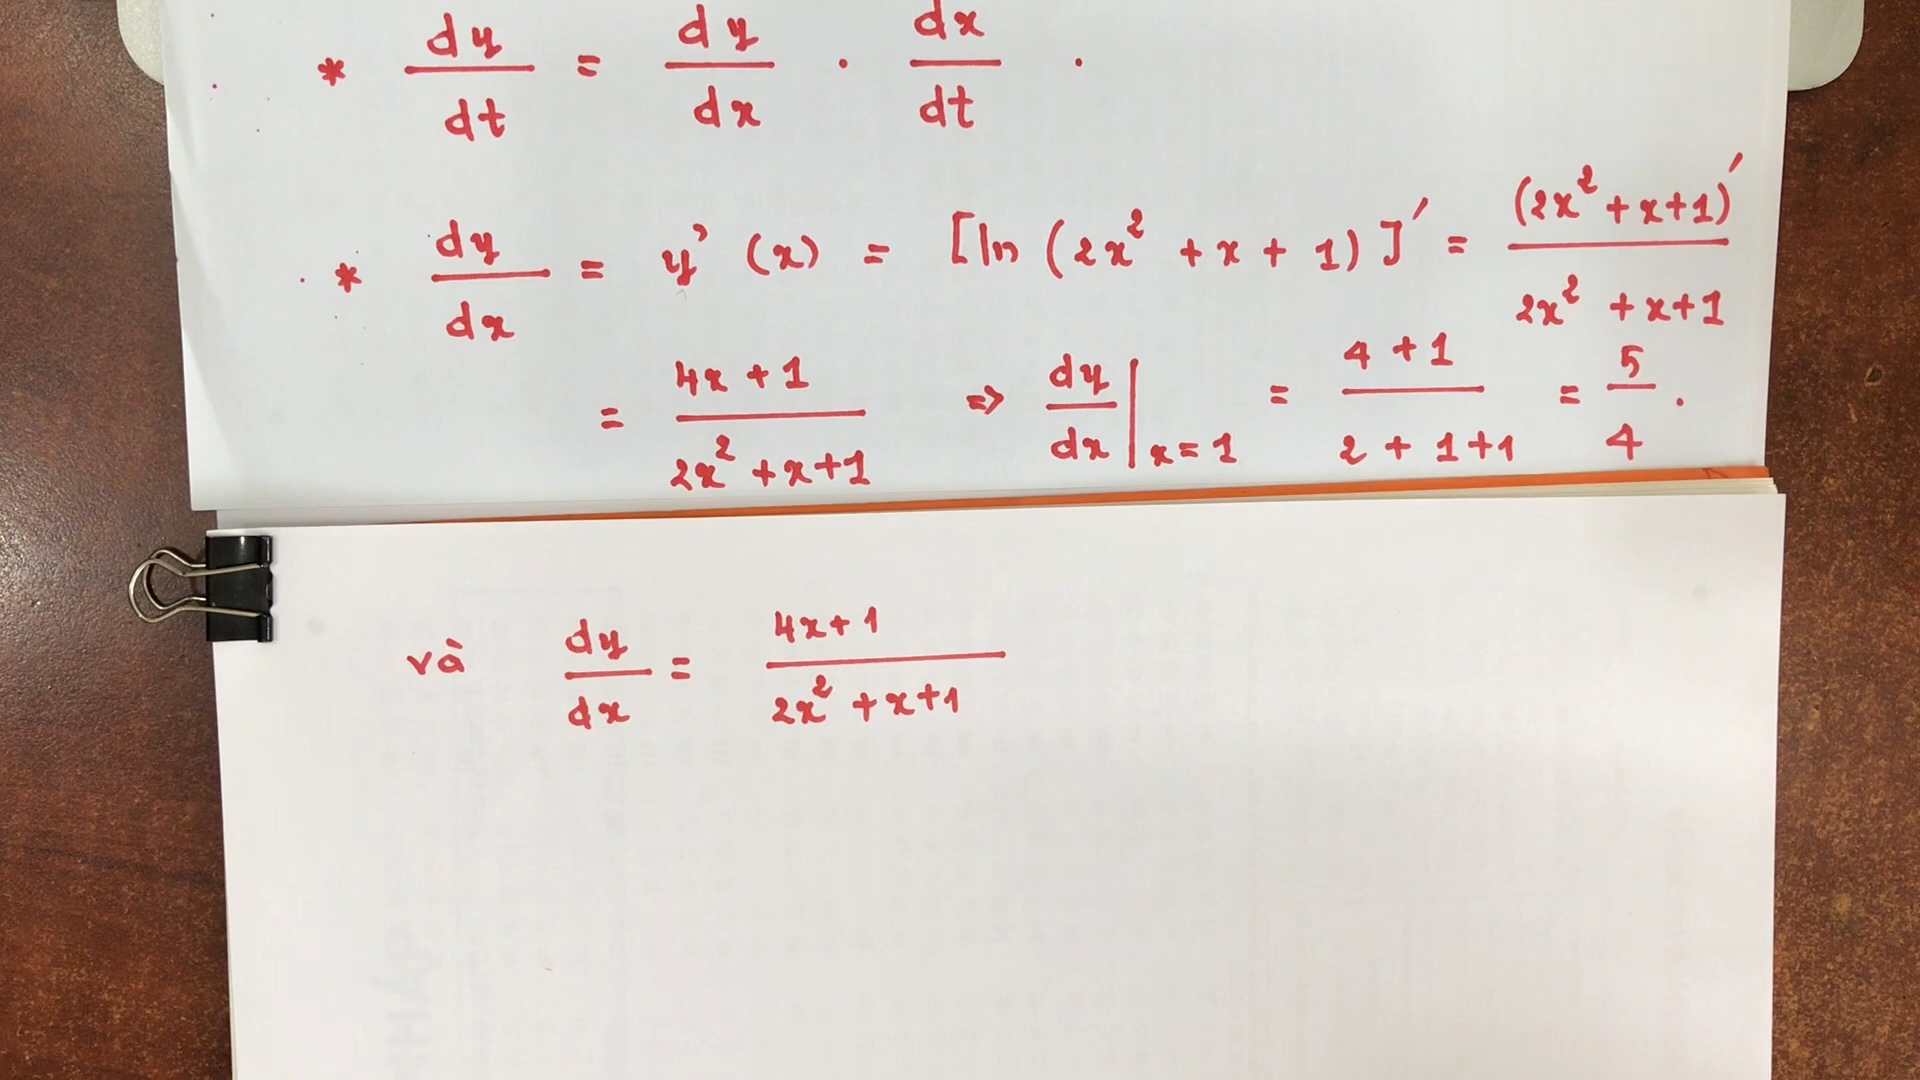 * dy/dt = dy/dx . dx/dt .
* dy/dx = y' (x) = [ln (2x² + x + 1)]' = (2x² + x+1)' / 2x² + x+1
= 4x + 1 / 2x² + x+1 => dy/dx | x=1 = 4 + 1 / 2 + 1+1 = 5/4 .
và dy/dx = 4x+1 / 2x² + x+1